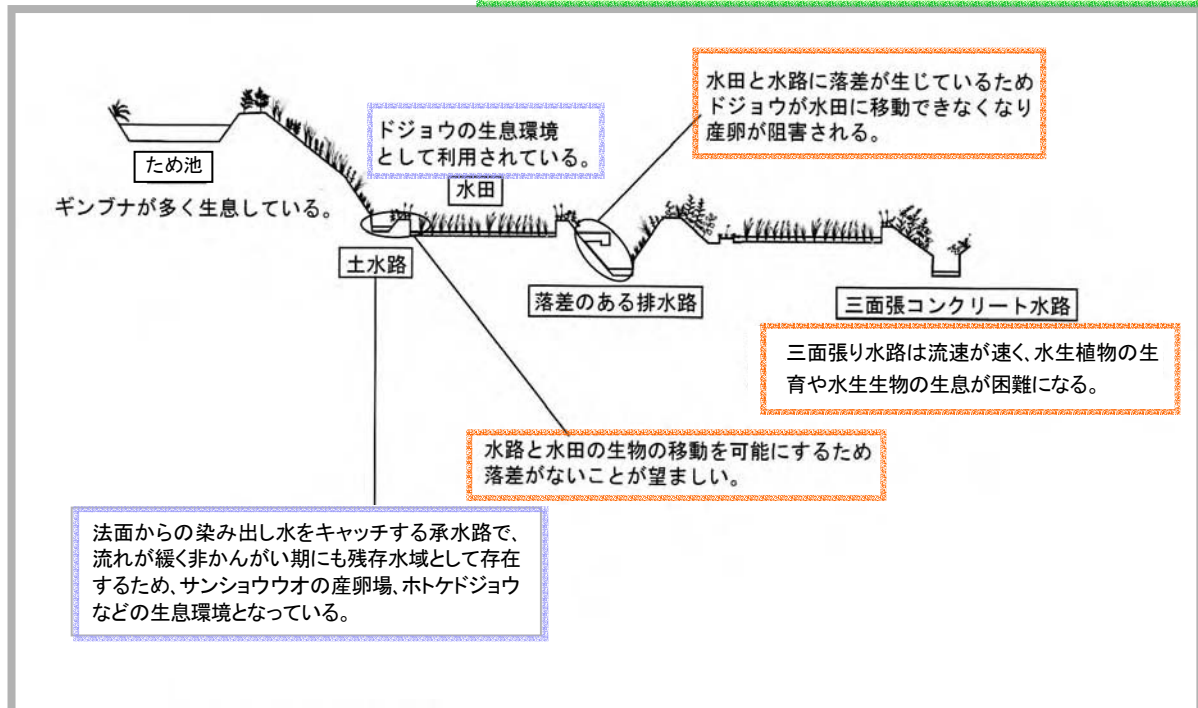 水田と水路に落差が生じているため
ドジョウが水田に移動できなくなり
産卵が阻害される。
ドジョウの生息環境
として利用されている。
ため池
水田
ギンブナが多く生息している。
土水路
落差のある排水路
三面張コンクリート水路
三面張り水路は流速が速く、水生植物の生
育や水生生物の生息が困難になる。
水路と水田の生物の移動を可能にするため
落差がないことが望ましい。
法面からの染み出し水をキャッチする承水路で、
流れが緩く非かんがい期にも残存水域として存在
するため、サンショウウオの産卵場、ホトケドジョウ
などの生息環境となっている。